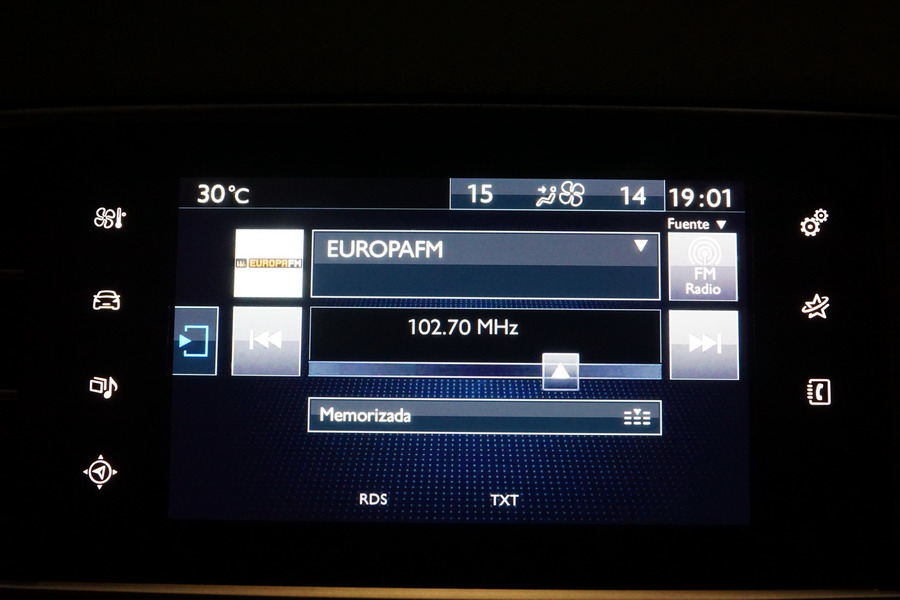 30°C
15
14
19:01
Fuente
EUROPAFM
EUROPAFM
FM
Radio
102.70 MHz
Memorizada
RDS
TXT